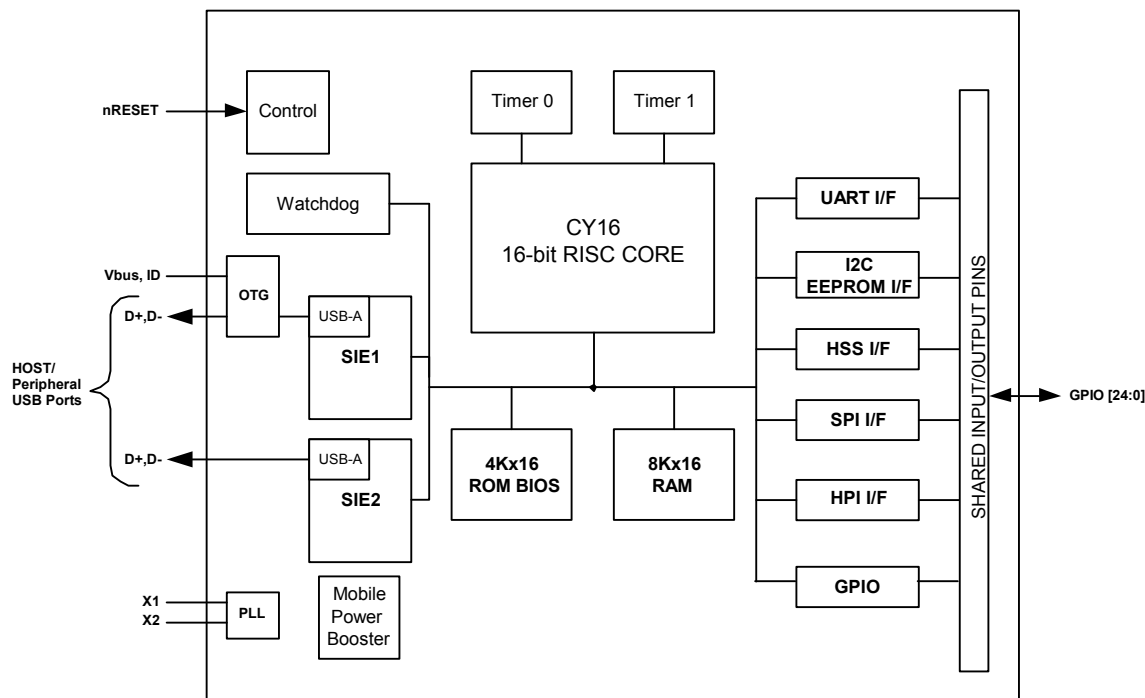 nRESET
Control
Timer 0
Timer 1
Watchdog
CY16
16-bit RISC CORE
UART I/F
I2C
EEPROM I/F
HSS I/F
SPI I/F
HPI I/F
GPIO
SHARED INPUT/OUTPUT PINS
GPIO [24:0]
Vbus, ID
OTG
D+,D-
USB-A
SIE1
HOST/
Peripheral
USB Ports
D+,D-
USB-A
SIE2
4Kx16
ROM BIOS
8Kx16
RAM
X1
X2
PLL
Mobile
Power
Booster